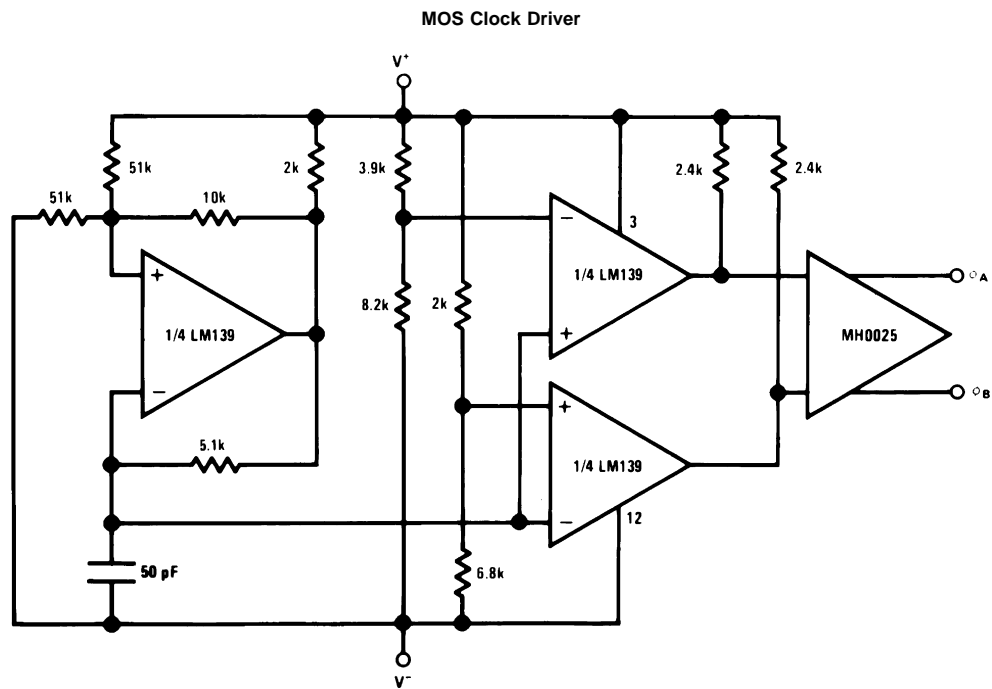 MOS Clock Driver
V+
51k
2k
3.9k
2.4k
2.4k
51k
10k
−
3
+
1/4 LM139
8.2k
2k
1/4 LM139
+
MH0025
ΦA
ΦB
−
5.1k
+
1/4 LM139
−
12
50 pF
6.8k
V−